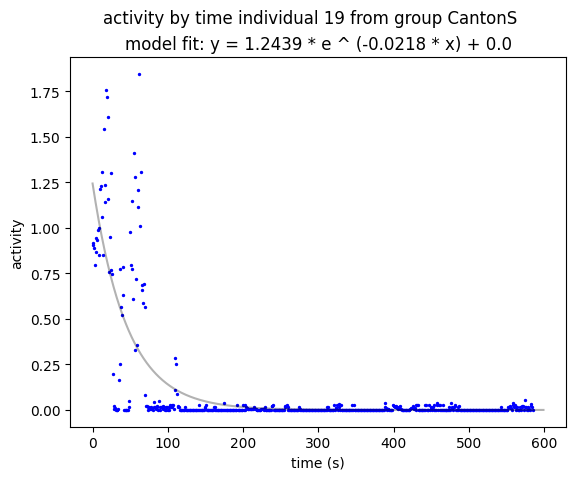 activity by time individual 19 from group CantonS
model fit: y = 1.2439 * e ^ (-0.0218 * x) + 0.0
1.75
1.50
1.25
1.00
0.75
0.50
0.25
0.00
activity
0 100 200 300 400 500 600
time (s)